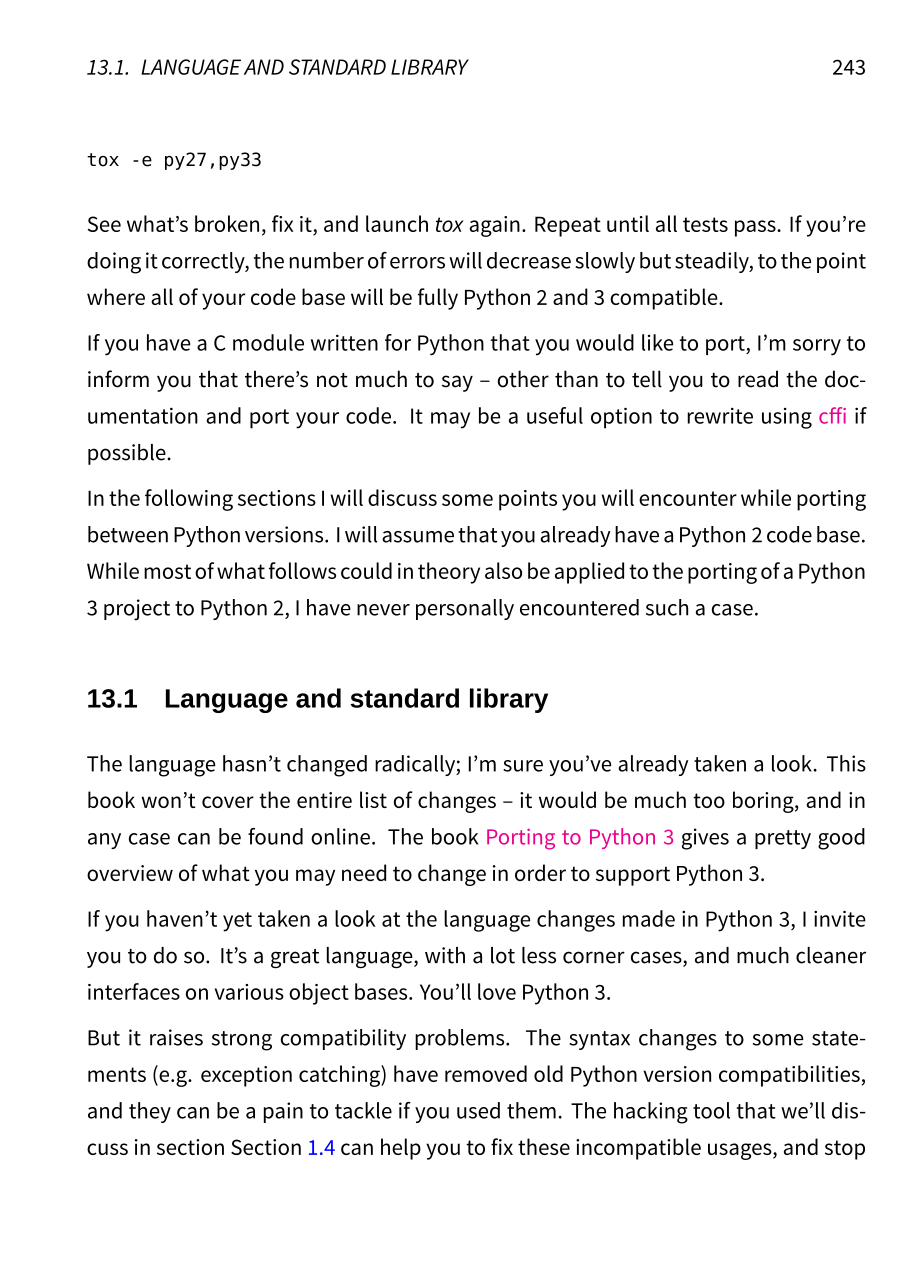 13.1. LANGUAGE AND STANDARD LIBRARY 243
tox -e py27,py33
See what’s broken, fix it, and launch tox again. Repeat until all tests pass. If you’re
doing it correctly, the number of errors will decrease slowly but steadily, to the point
where all of your code base will be fully Python 2 and 3 compatible.
If you have a C module written for Python that you would like to port, I’m sorry to
inform you that there’s not much to say – other than to tell you to read the doc-
umentation and port your code. It may be a useful option to rewrite using cffi if
possible.
In the following sections I will discuss some points you will encounter while porting
between Python versions. I will assume that you already have a Python 2 code base.
While most of what follows could in theory also be applied to the porting of a Python
3 project to Python 2, I have never personally encountered such a case.
13.1 Language and standard library
The language hasn’t changed radically; I’m sure you’ve already taken a look. This
book won’t cover the entire list of changes – it would be much too boring, and in
any case can be found online. The book Porting to Python 3 gives a pretty good
overview of what you may need to change in order to support Python 3.
If you haven’t yet taken a look at the language changes made in Python 3, I invite
you to do so. It’s a great language, with a lot less corner cases, and much cleaner
interfaces on various object bases. You’ll love Python 3.
But it raises strong compatibility problems. The syntax changes to some state-
ments (e.g. exception catching) have removed old Python version compatibilities,
and they can be a pain to tackle if you used them. The hacking tool that we’ll dis-
cuss in section Section 1.4 can help you to fix these incompatible usages, and stop